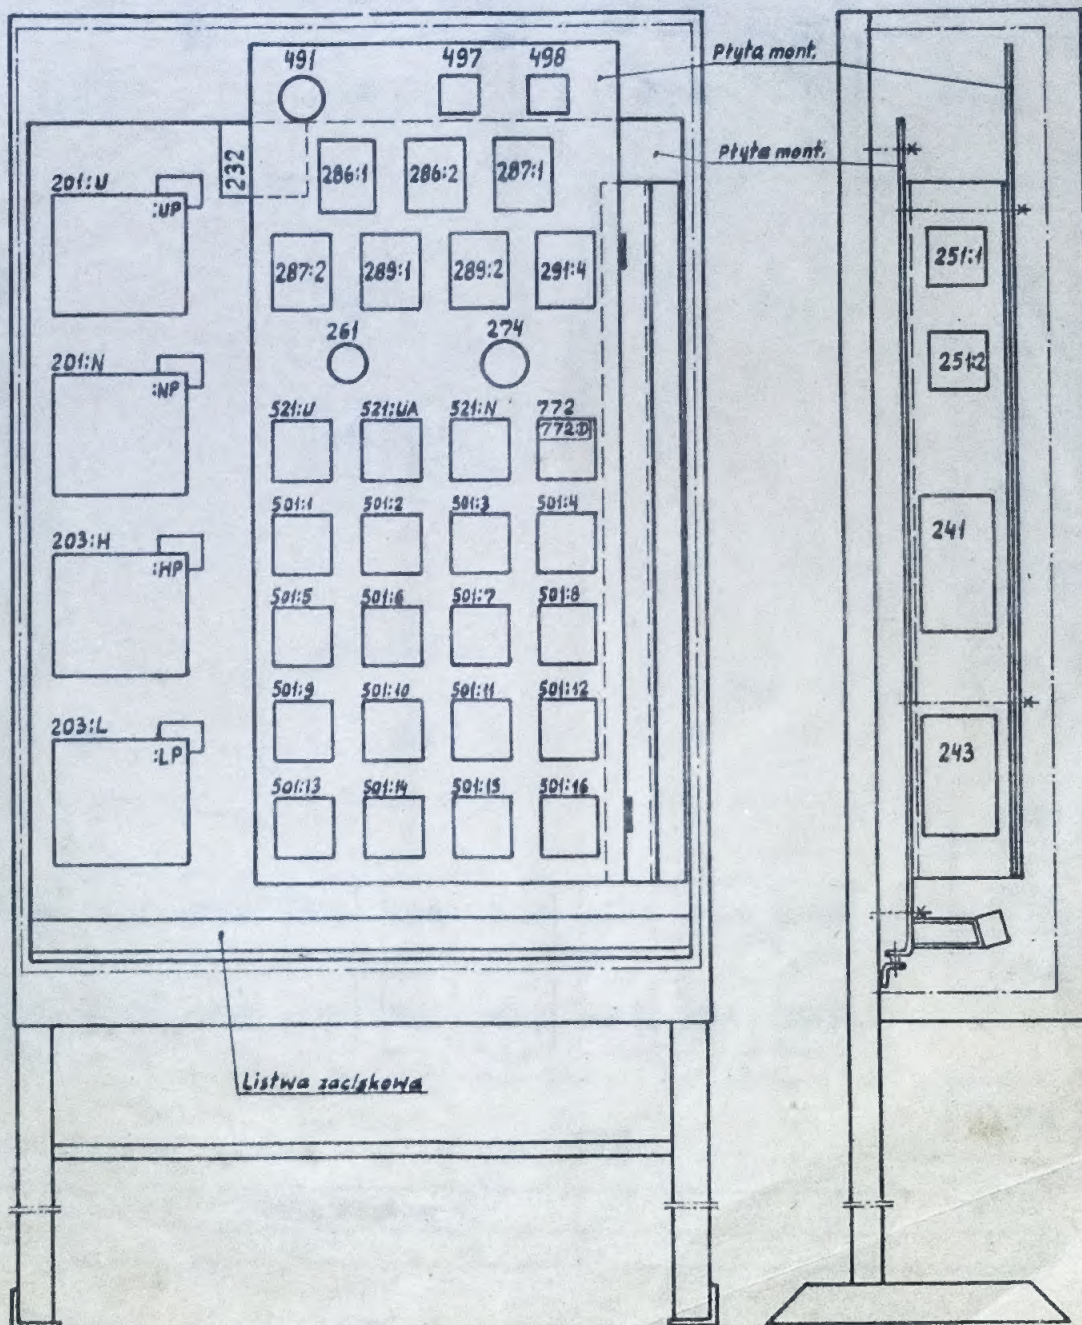 491 497 498
Płyta mont.
232
286:1 286:2 287:1
Płyta mont.
201:U
:UP
287:2 289:1 289:2 291:4
251:1
261 274
251:2
201:N
:NP
521:U 521:UA 521:N 772
772:D
501:1 501:2 501:3 501:4
241
203:H
:HP
501:5 501:6 501:7 501:8
501:9 501:10 501:11 501:12
203:L
:LP
243
501:13 501:14 501:15 501:16
Listwa zaciskowa